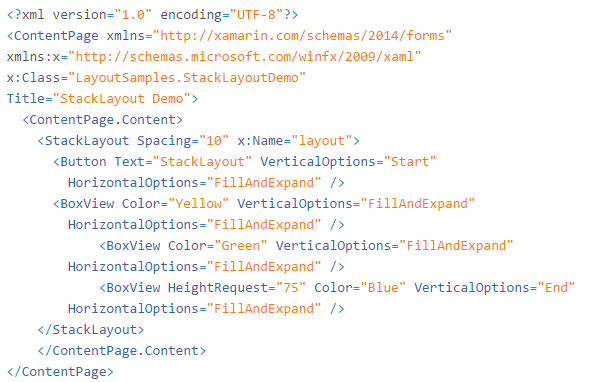 <?xml version="1.0" encoding="UTF-8"?>
<ContentPage xmlns="http://xamarin.com/schemas/2014/forms"
xmlns:x="http://schemas.microsoft.com/winfx/2009/xaml"
x:Class="LayoutSamples.StackLayoutDemo"
Title="StackLayout Demo">
  <ContentPage.Content>
    <StackLayout Spacing="10" x:Name="layout">
      <Button Text="StackLayout" VerticalOptions="Start"
        HorizontalOptions="FillAndExpand" />
      <BoxView Color="Yellow" VerticalOptions="FillAndExpand"
        HorizontalOptions="FillAndExpand" />
            <BoxView Color="Green" VerticalOptions="FillAndExpand"
        HorizontalOptions="FillAndExpand" />
            <BoxView HeightRequest="75" Color="Blue" VerticalOptions="End"
        HorizontalOptions="FillAndExpand" />
    </StackLayout>
    </ContentPage.Content>
</ContentPage>